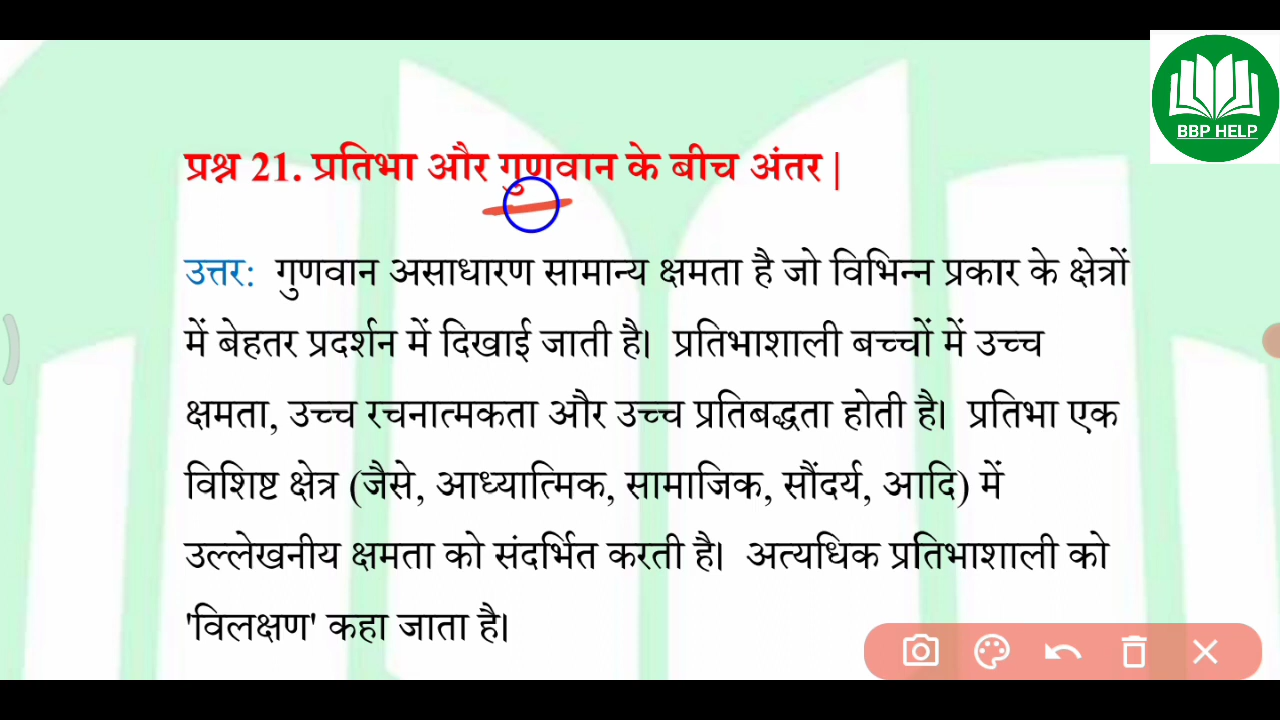 BBP HELP
प्रश्न 21. प्रतिभा और गुणवान के बीच अंतर |
उत्तर: गुणवान असाधारण सामान्य क्षमता है जो विभिन्न प्रकार के क्षेत्रों
में बेहतर प्रदर्शन में दिखाई जाती है। प्रतिभाशाली बच्चों में उच्च
क्षमता, उच्च रचनात्मकता और उच्च प्रतिबद्धता होती है। प्रतिभा एक
विशिष्ट क्षेत्र (जैसे, आध्यात्मिक, सामाजिक, सौंदर्य, आदि) में
उल्लेखनीय क्षमता को संदर्भित करती है। अत्यधिक प्रतिभाशाली को
'विलक्षण' कहा जाता है।